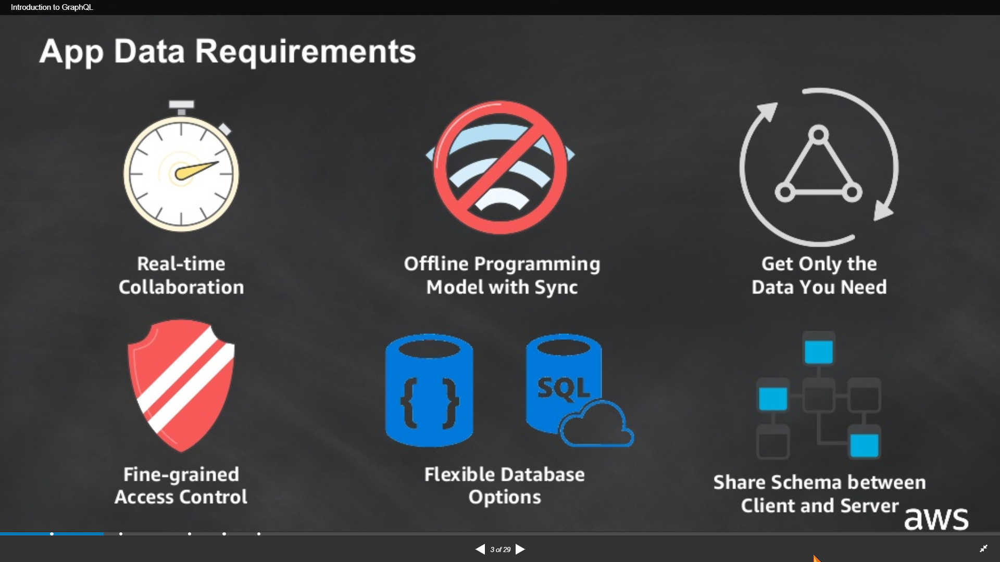 Introduction to GraphQL
App Data Requirements
Real-time
Collaboration
Offline Programming
Model with Sync
Get Only the
Data You Need
{ }
SQL
Fine-grained
Access Control
Flexible Database
Options
Share Schema between
Client and Server
aws
3 of 29